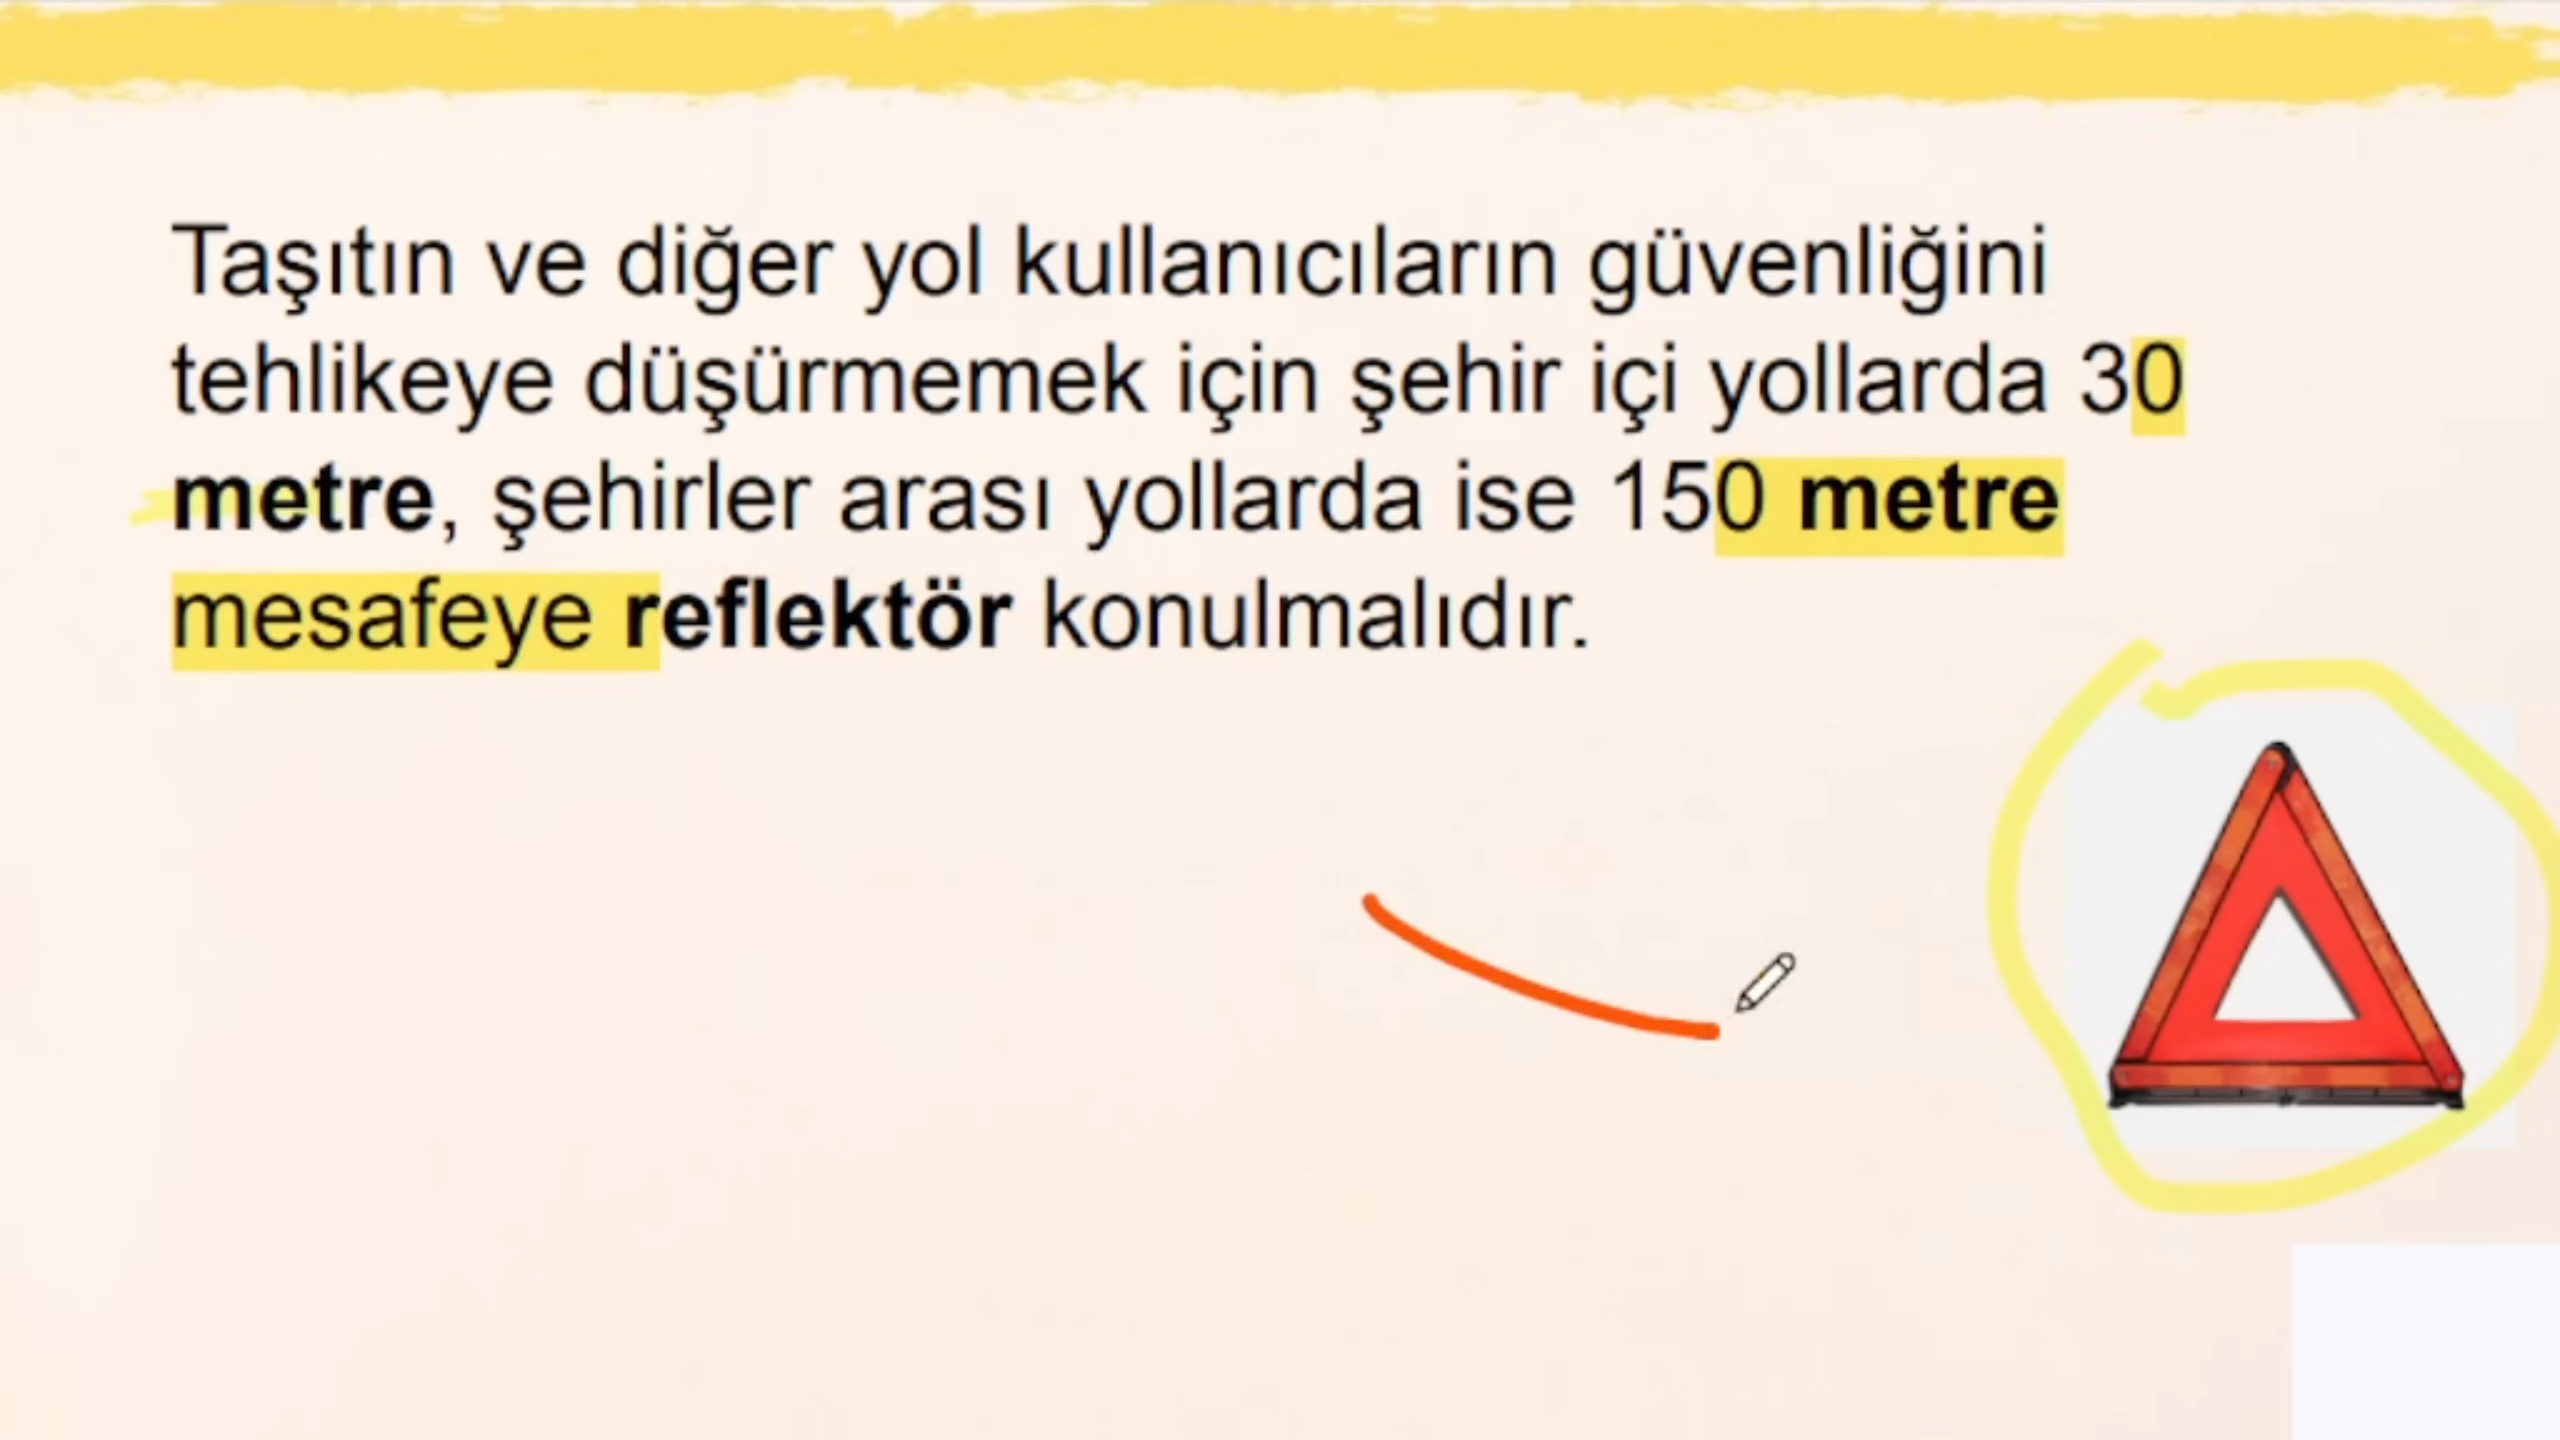 Taşıtın ve diğer yol kullanıcıların güvenliğini
tehlikeye düşürmemek için şehir içi yollarda 30
metre, şehirler arası yollarda ise 150 metre
mesafeye reflektör konulmalıdır.